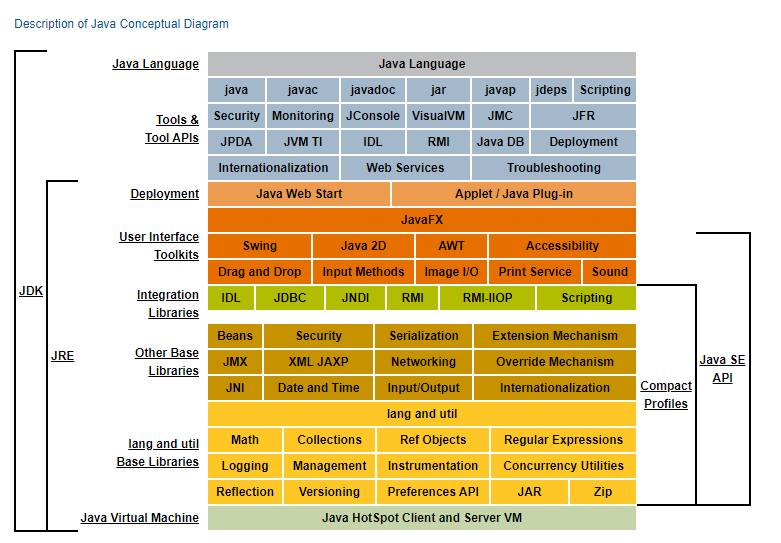 Description of Java Conceptual Diagram
Java Language Java Language
java javac javadoc jar javap jdeps Scripting
Tools &
Tool APIs
Security Monitoring JConsole VisualVM JMC JFR
JPDA JVM TI IDL RMI Java DB Deployment
Internationalization Web Services Troubleshooting
Deployment Java Web Start Applet / Java Plug-in
JavaFX
User Interface
Toolkits
Swing Java 2D AWT Accessibility
Drag and Drop Input Methods Image I/O Print Service Sound
Integration
Libraries
IDL JDBC JNDI RMI RMI-IIOP Scripting
JDK
JRE
Other Base
Libraries
Beans Security Serialization Extension Mechanism
JMX XML JAXP Networking Override Mechanism
JNI Date and Time Input/Output Internationalization
Java SE
API
Compact
Profiles
lang and util
lang and util
Base Libraries
Math Collections Ref Objects Regular Expressions
Logging Management Instrumentation Concurrency Utilities
Reflection Versioning Preferences API JAR Zip
Java Virtual Machine Java HotSpot Client and Server VM